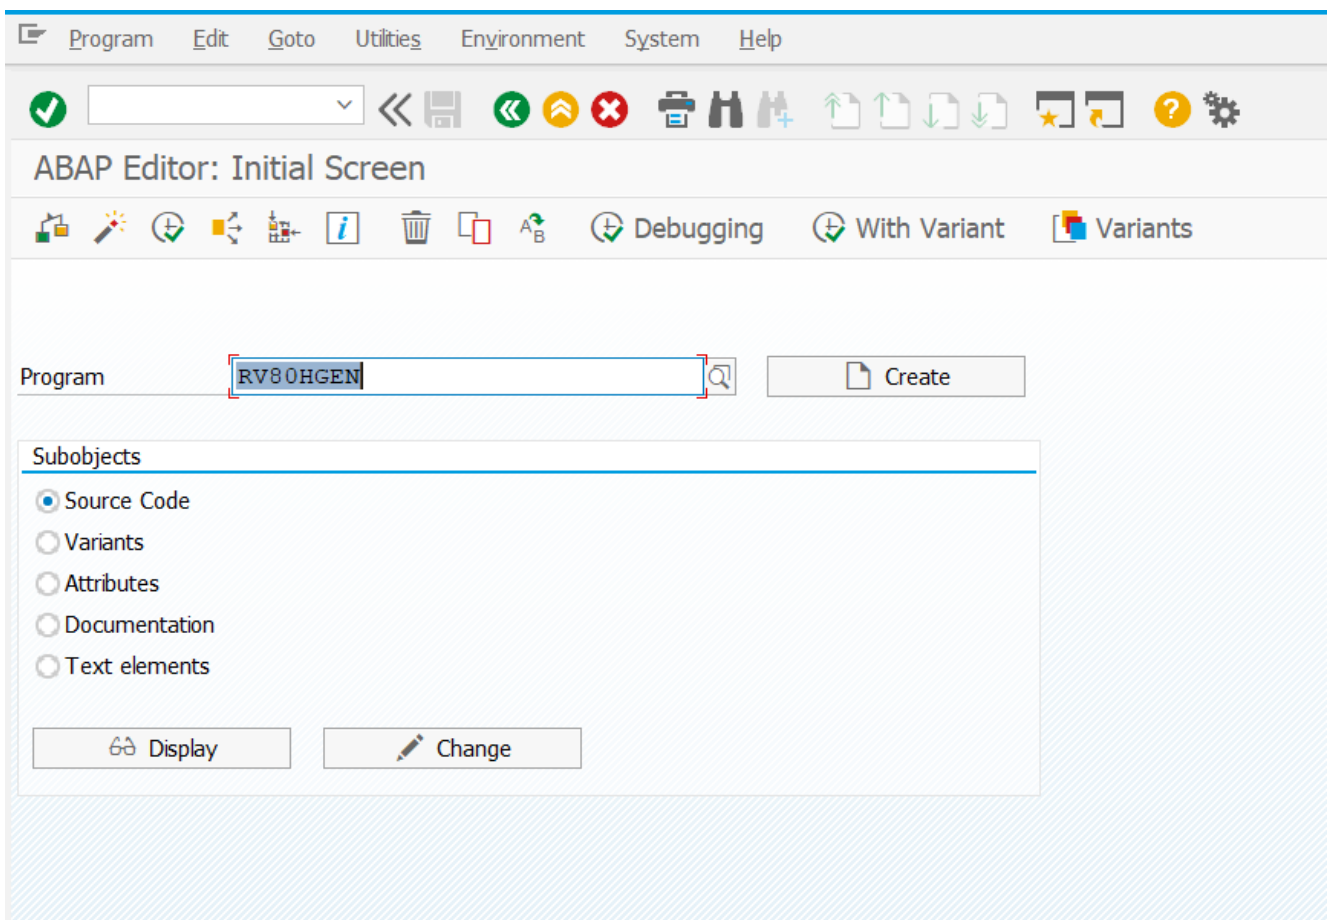 Program Edit Goto Utilities Environment System Help
ABAP Editor: Initial Screen
Debugging With Variant Variants
Program RV80HGEN Create
Subobjects
Source Code
Variants
Attributes
Documentation
Text elements
Display Change